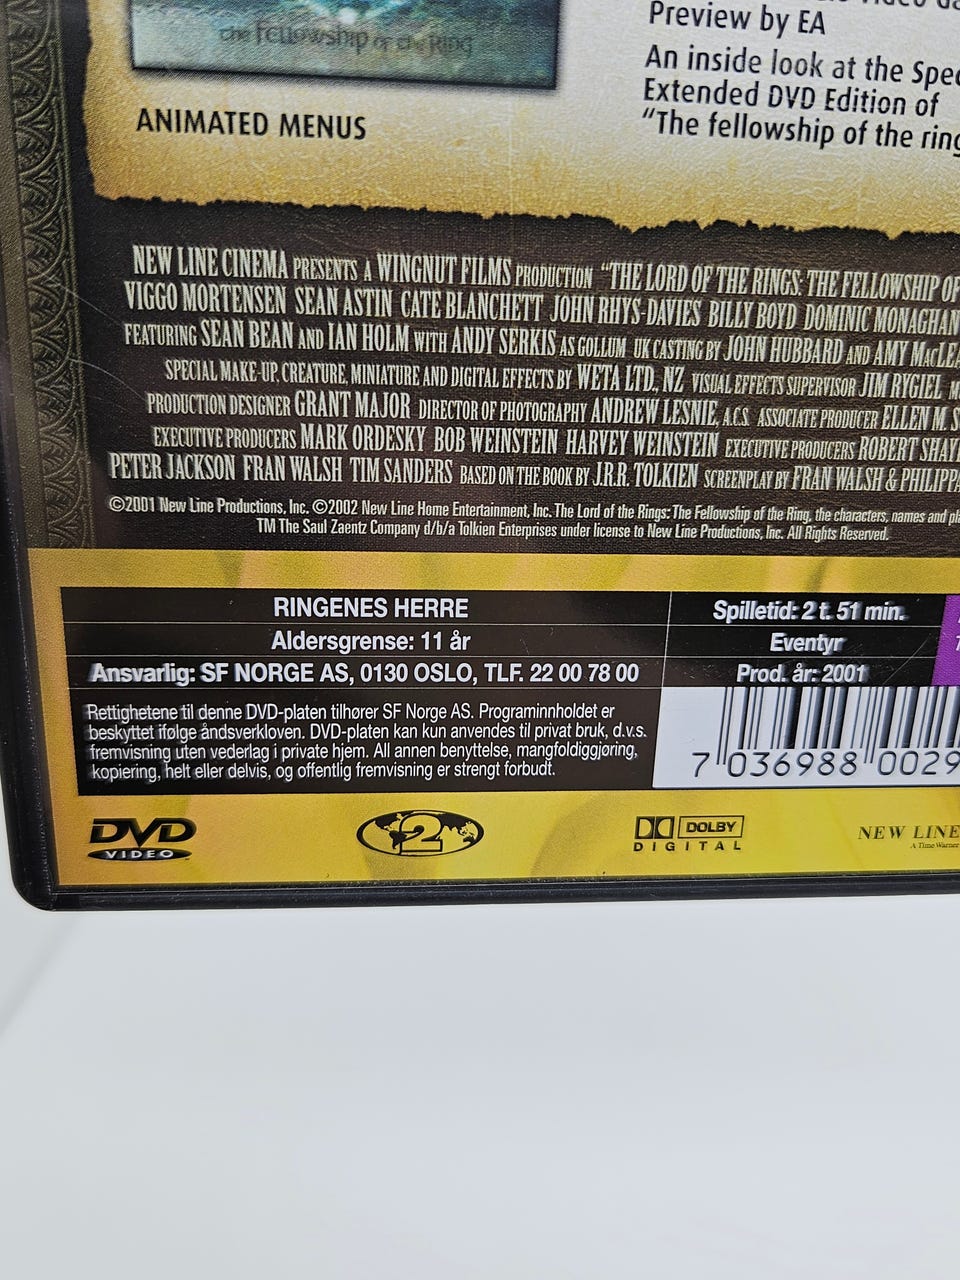 the Fellowship of the Ring
ANIMATED MENUS
Preview by EA
An inside look at the
Extended DVD Edition of
"The fellowship of the ring
NEW LINE CINEMA PRESENTS A WINGNUT FILMS PRODUCTION "THE LORD OF THE RINGS: THE FELLOWSHIP OF
VIGGO MORTENSEN SEAN ASTIN CATE BLANCHETT JOHN RHYS-DAVIES BILLY BOYD DOMINIC MONAGHAN
FEATURING SEAN BEAN AND IAN HOLM WITH ANDY SERKIS AS GOLLUM UK CASTING BY JOHN HUBBARD AND AMY
SPECIAL MAKE-UP, CREATURE, MINIATURE AND DIGITAL EFFECTS BY WETA LTD., NZ VISUAL EFFECTS SUPERVISOR JIM RYGIEL
PRODUCTION DESIGNER GRANT MAJOR DIRECTOR OF PHOTOGRAPHY ANDREW LESNIE, A.C.S. ASSOCIATE PRODUCER ELLEN M.
EXECUTIVE PRODUCERS MARK ORDESKY BOB WEINSTEIN HARVEY WEINSTEIN EXECUTIVE PRODUCERS ROBERT
PETER JACKSON FRAN WALSH TIM SANDERS BASED ON THE BOOK BY J.R.R. TOLKIEN SCREENPLAY BY FRAN WALSH &
©2001 New Line Productions, Inc. ©2002 New Line Home Entertainment, Inc. The Lord of the Rings: The Fellowship of the Ring, the characters, names and
TM The Saul Zaentz Company d/b/a Tolkien Enterprises under license to New Line Productions, Inc. All Rights Reserved.
RINGENES HERRE
Aldersgrense: 11 år
Ansvarlig: SF NORGE AS, 0130 OSLO, TLF. 22 00 78 00
Spilletid: 2 t. 51 min.
Eventyr
Prod. år: 2001
Rettighetene til denne DVD-platen tilhører SF Norge AS. Programinnholdet er
beskyttet ifølge åndsverkloven. DVD-platen kan kun anvendes til privat bruk, d.v.s.
fremvisning uten vederlag i private hjem. All annen benyttelse, mangfoldiggjøring,
kopiering, helt eller delvis, og offentlig fremvisning er strengt forbudt.
7 036988 0029
DVD
VIDEO
2
DOLBY
DIGITAL
NEW LINE
A Time Warner